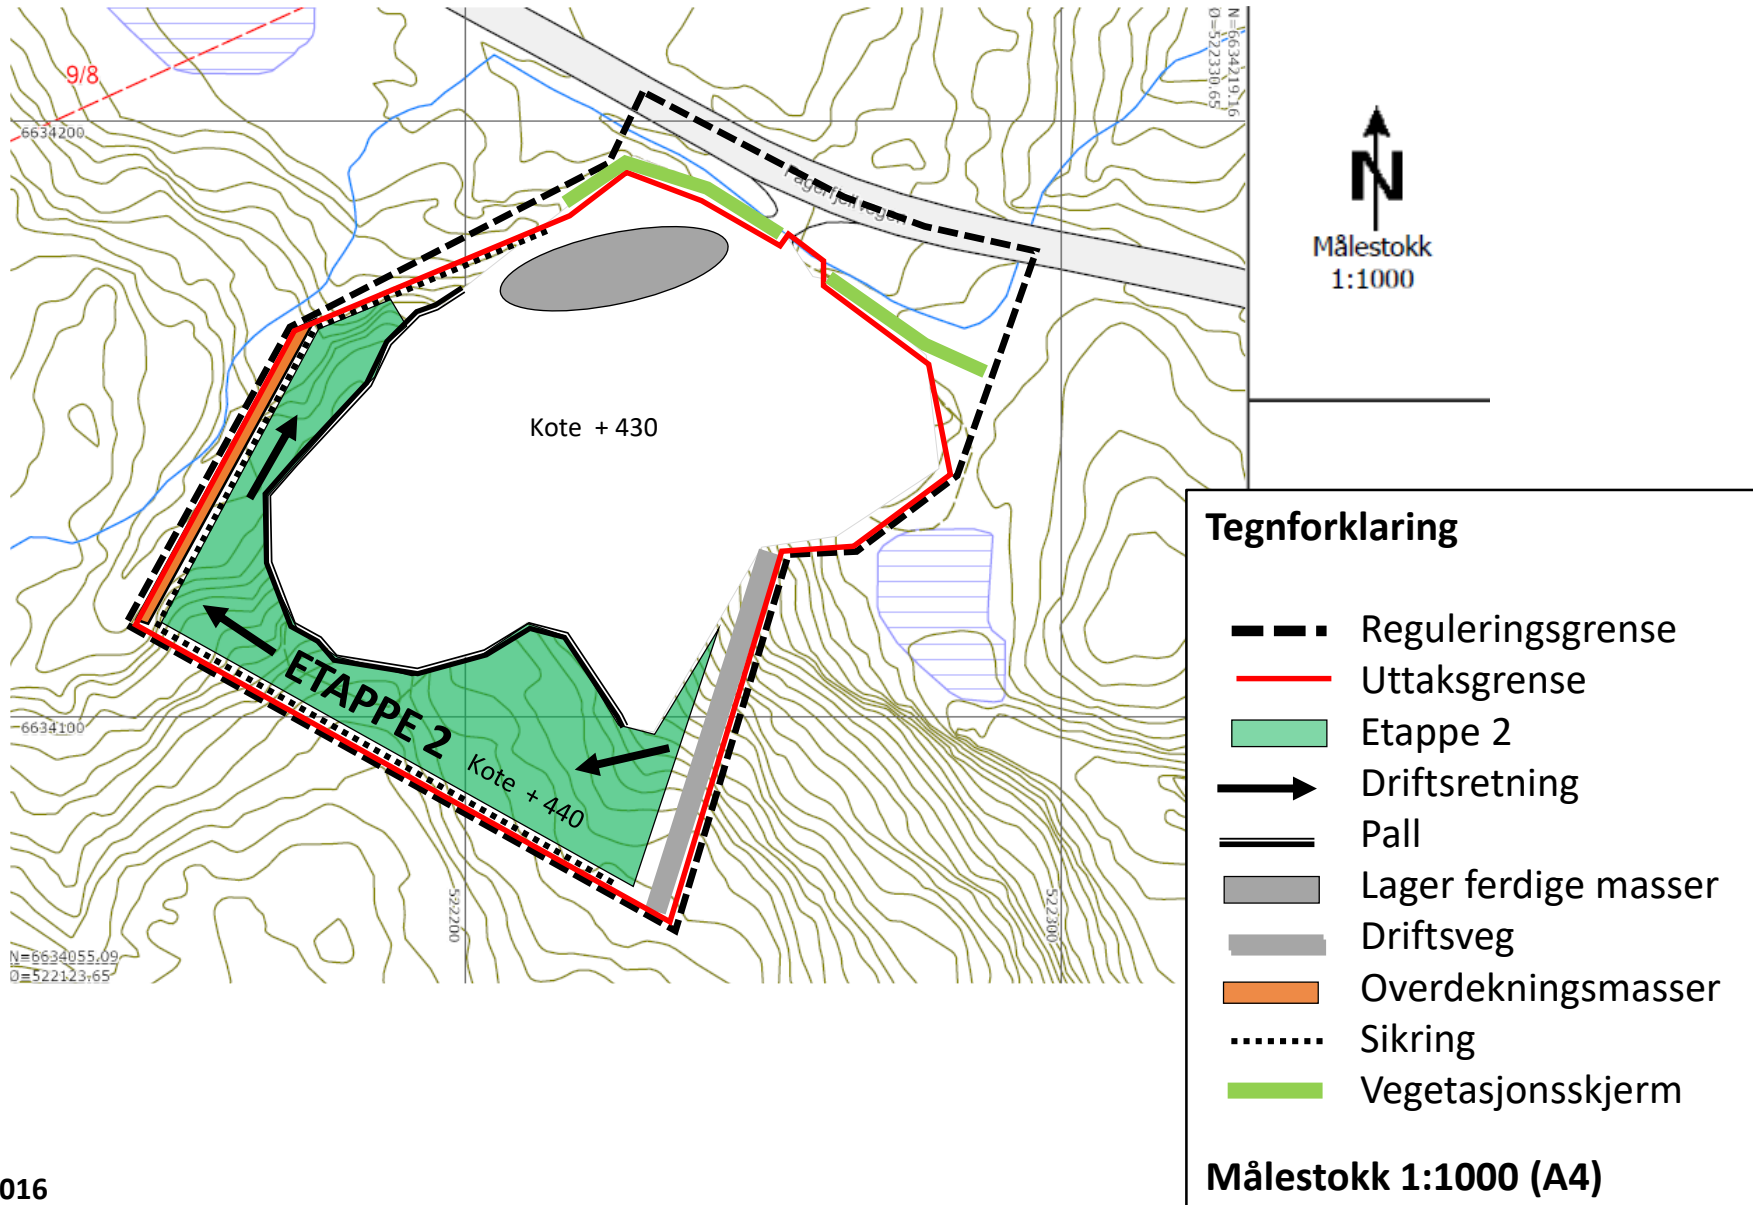 9/8
6634200
N=6634219.16
Ø=522330.65
Fagerfjellvegen
N
Målestokk
1:1000
Kote + 430
ETAPPE 2
Kote + 440
6634100
522200
522300
N=6634055.09
Ø=522123.65
Tegnforklaring
Reguleringsgrense
Uttaksgrense
Etappe 2
Driftsretning
Pall
Lager ferdige masser
Driftsveg
Overdekningsmasser
Sikring
Vegetasjonsskjerm
Målestokk 1:1000 (A4)
016